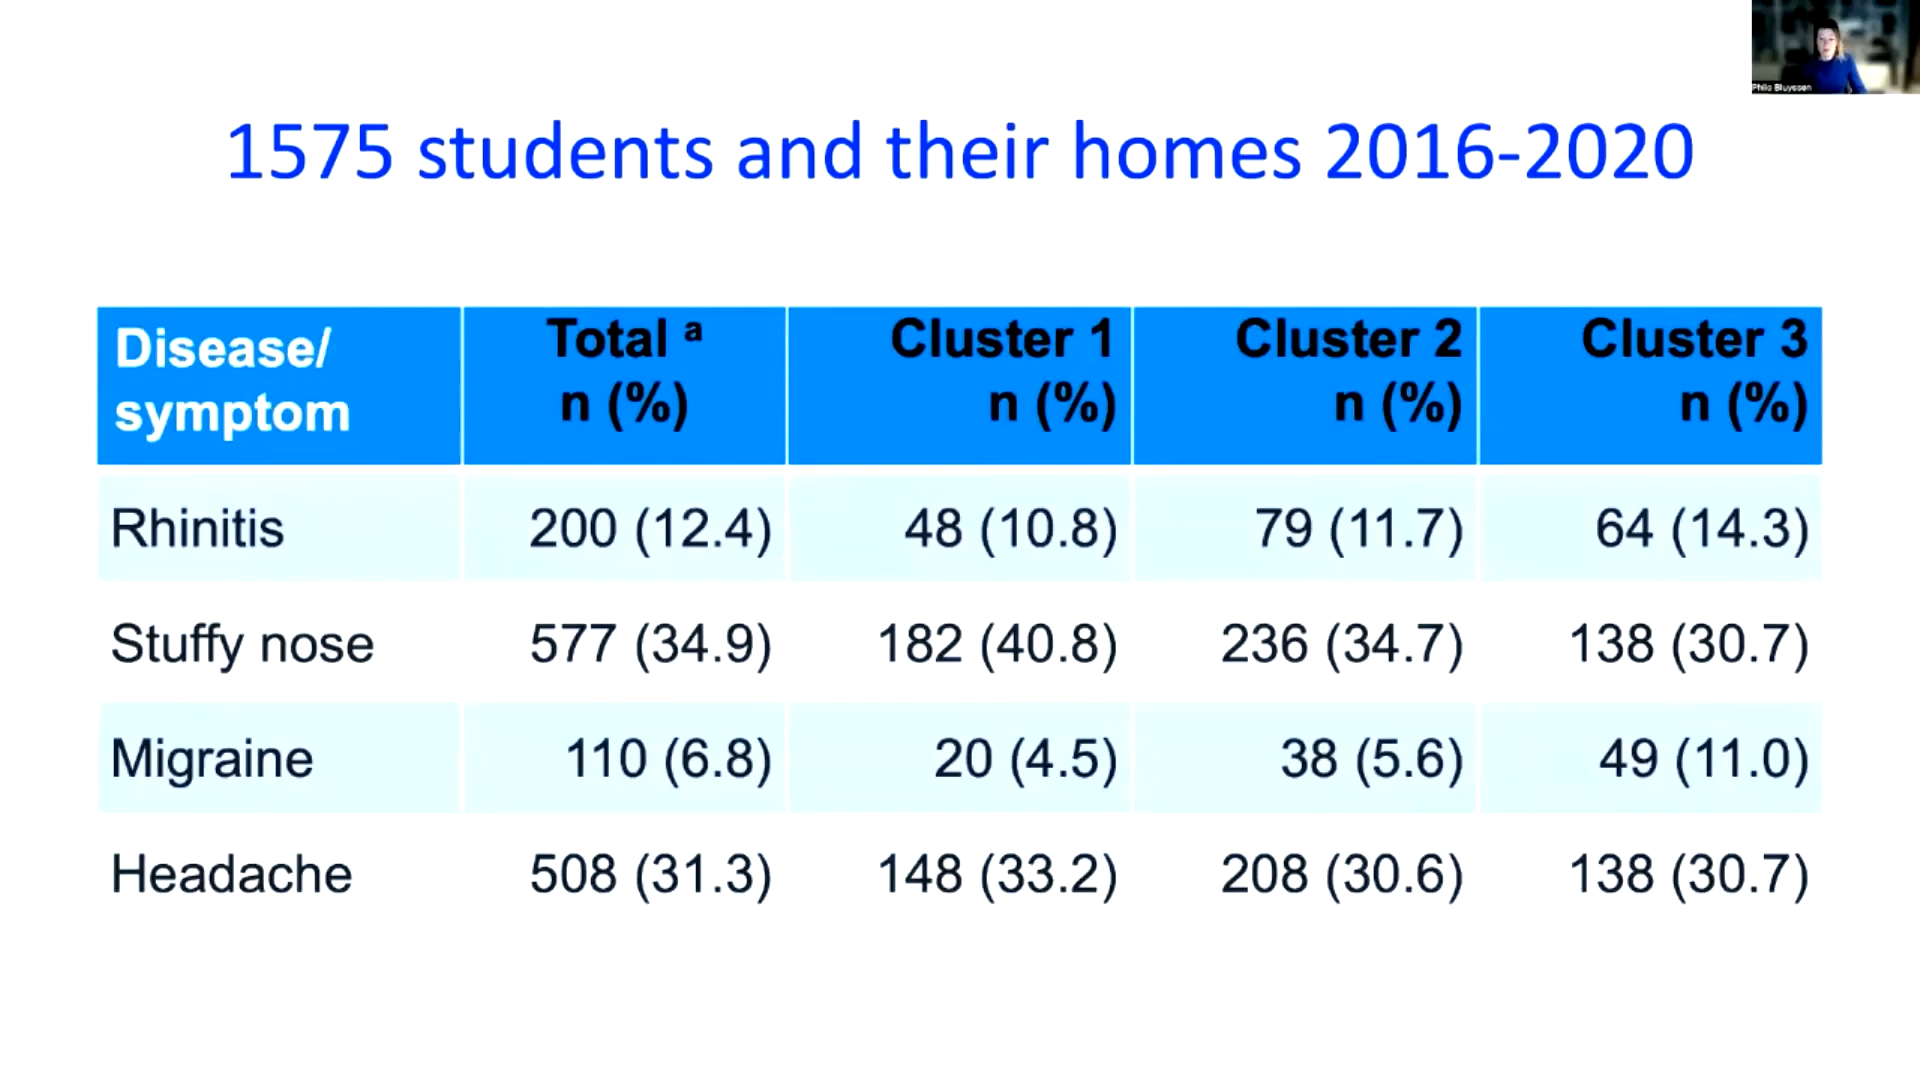 Philo Bluyssen
1575 students and their homes 2016-2020
Disease/ symptom Total a n (%) Cluster 1 n (%) Cluster 2 n (%) Cluster 3 n (%)
Rhinitis 200 (12.4) 48 (10.8) 79 (11.7) 64 (14.3)
Stuffy nose 577 (34.9) 182 (40.8) 236 (34.7) 138 (30.7)
Migraine 110 (6.8) 20 (4.5) 38 (5.6) 49 (11.0)
Headache 508 (31.3) 148 (33.2) 208 (30.6) 138 (30.7)